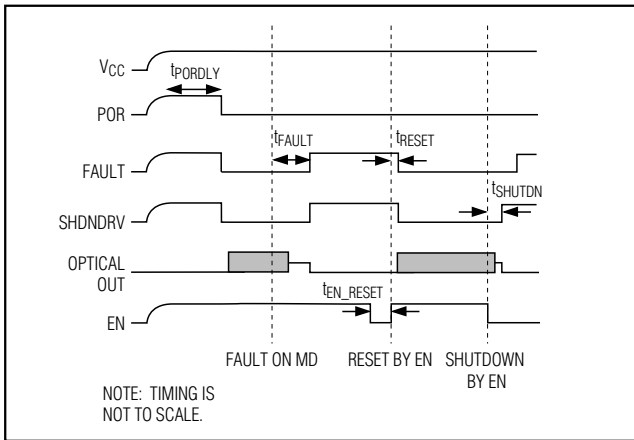 VCC
tPORDLY
POR
tFAULT
tRESET
FAULT
tSHUTDN
SHDNDRV
OPTICAL
OUT
tEN_RESET
EN
FAULT ON MD
RESET BY EN
SHUTDOWN
BY EN
NOTE: TIMING IS
NOT TO SCALE.